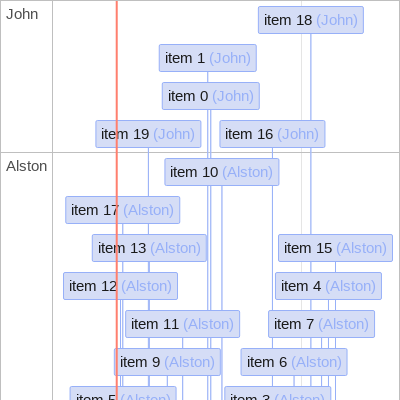 John
item 18 (John)
item 1 (John)
item 0 (John)
item 19 (John)
item 16 (John)
Alston
item 10 (Alston)
item 17 (Alston)
item 13 (Alston)
item 15 (Alston)
item 12 (Alston)
item 4 (Alston)
item 11 (Alston)
item 7 (Alston)
item 9 (Alston)
item 6 (Alston)
item 5 (Alston)
item 3 (Alston)